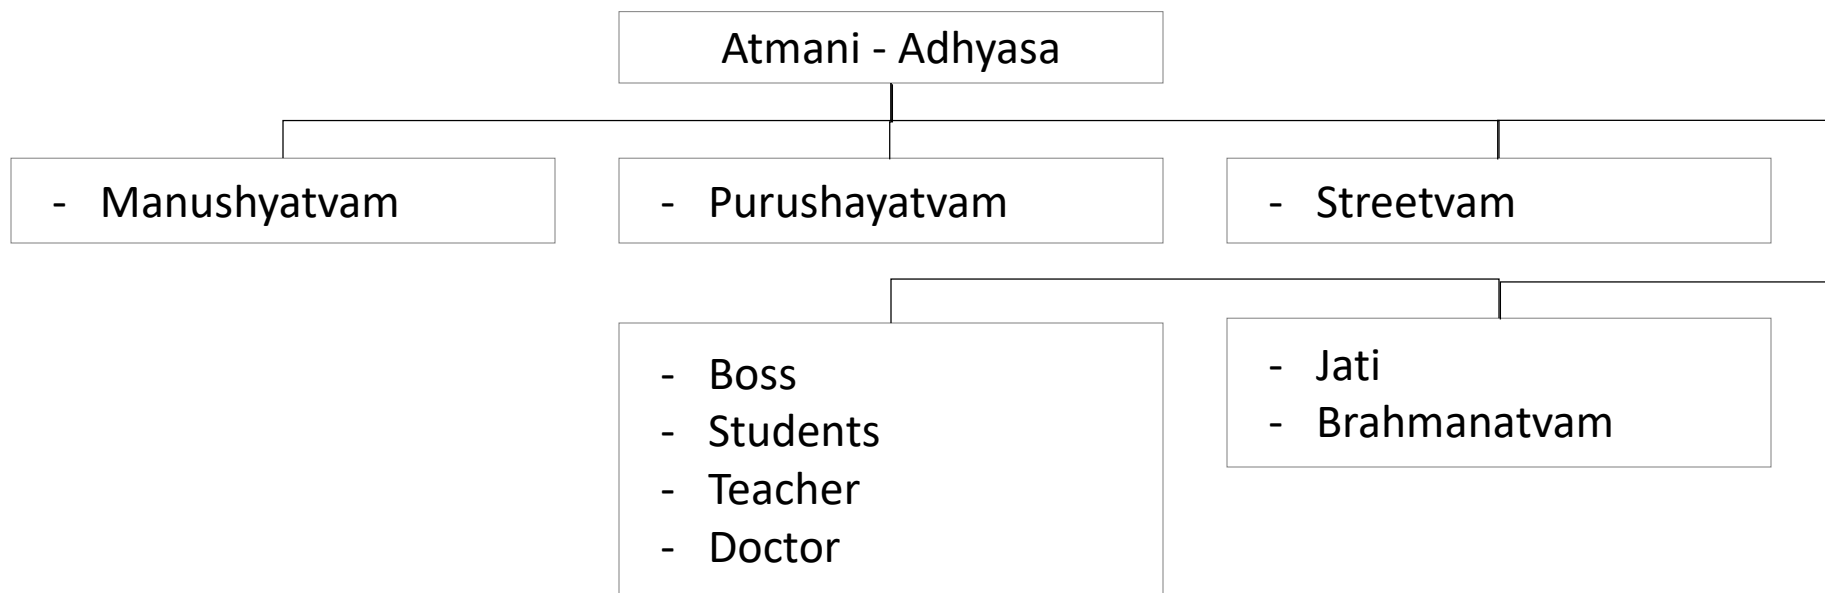 Atmani - Adhyasa
- Manushyatvam
- Purushayatvam
- Streetvam
- Boss
- Students
- Teacher
- Doctor
- Jati
- Brahmanatvam